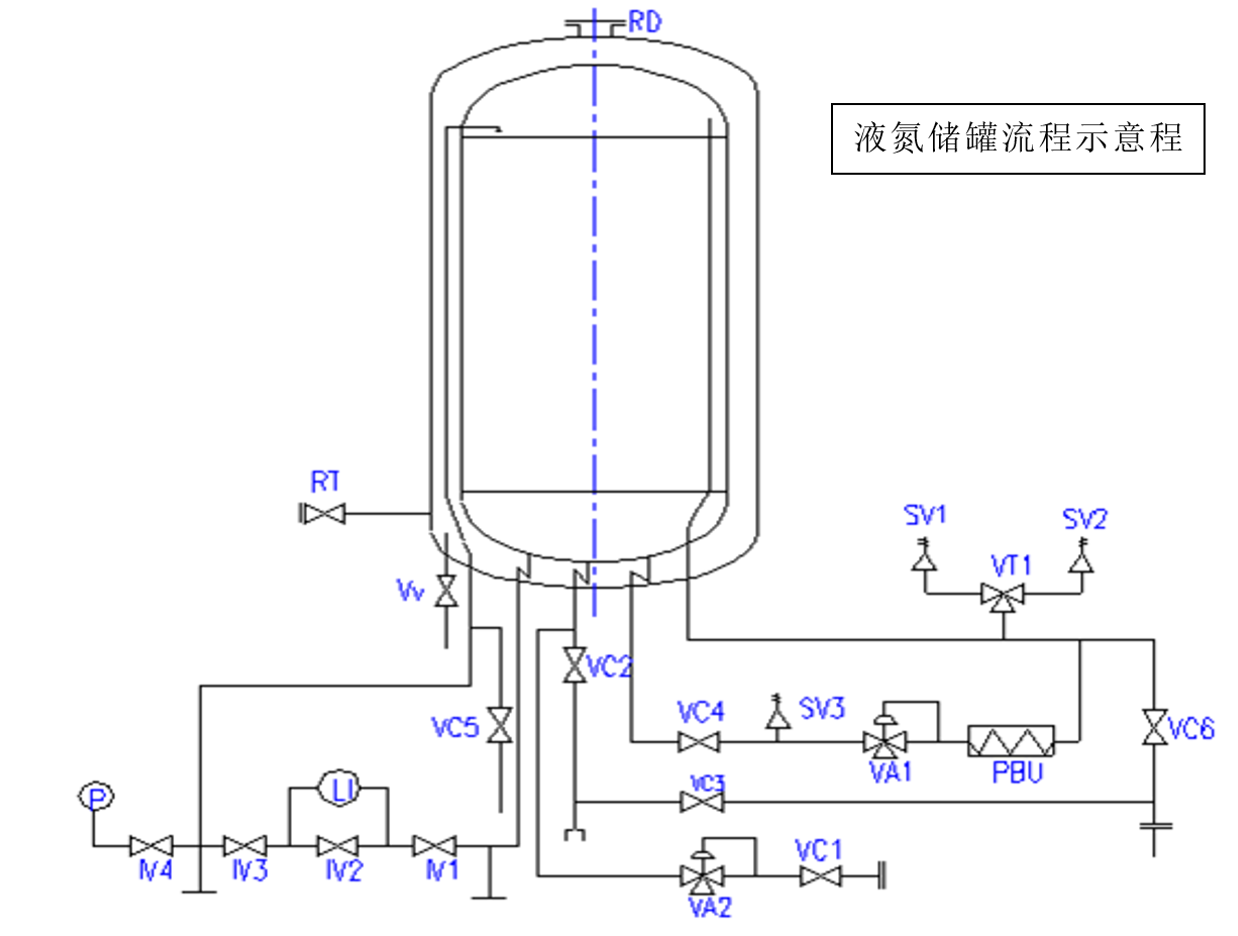 RD
液氮储罐流程示意程
RT
SV1
SV2
VT1
Vv
VC2
VC4
SV3
VC5
VC6
VA1
PBU
P
LI
VC3
IV4
IV3
IV2
IV1
VC1
VA2